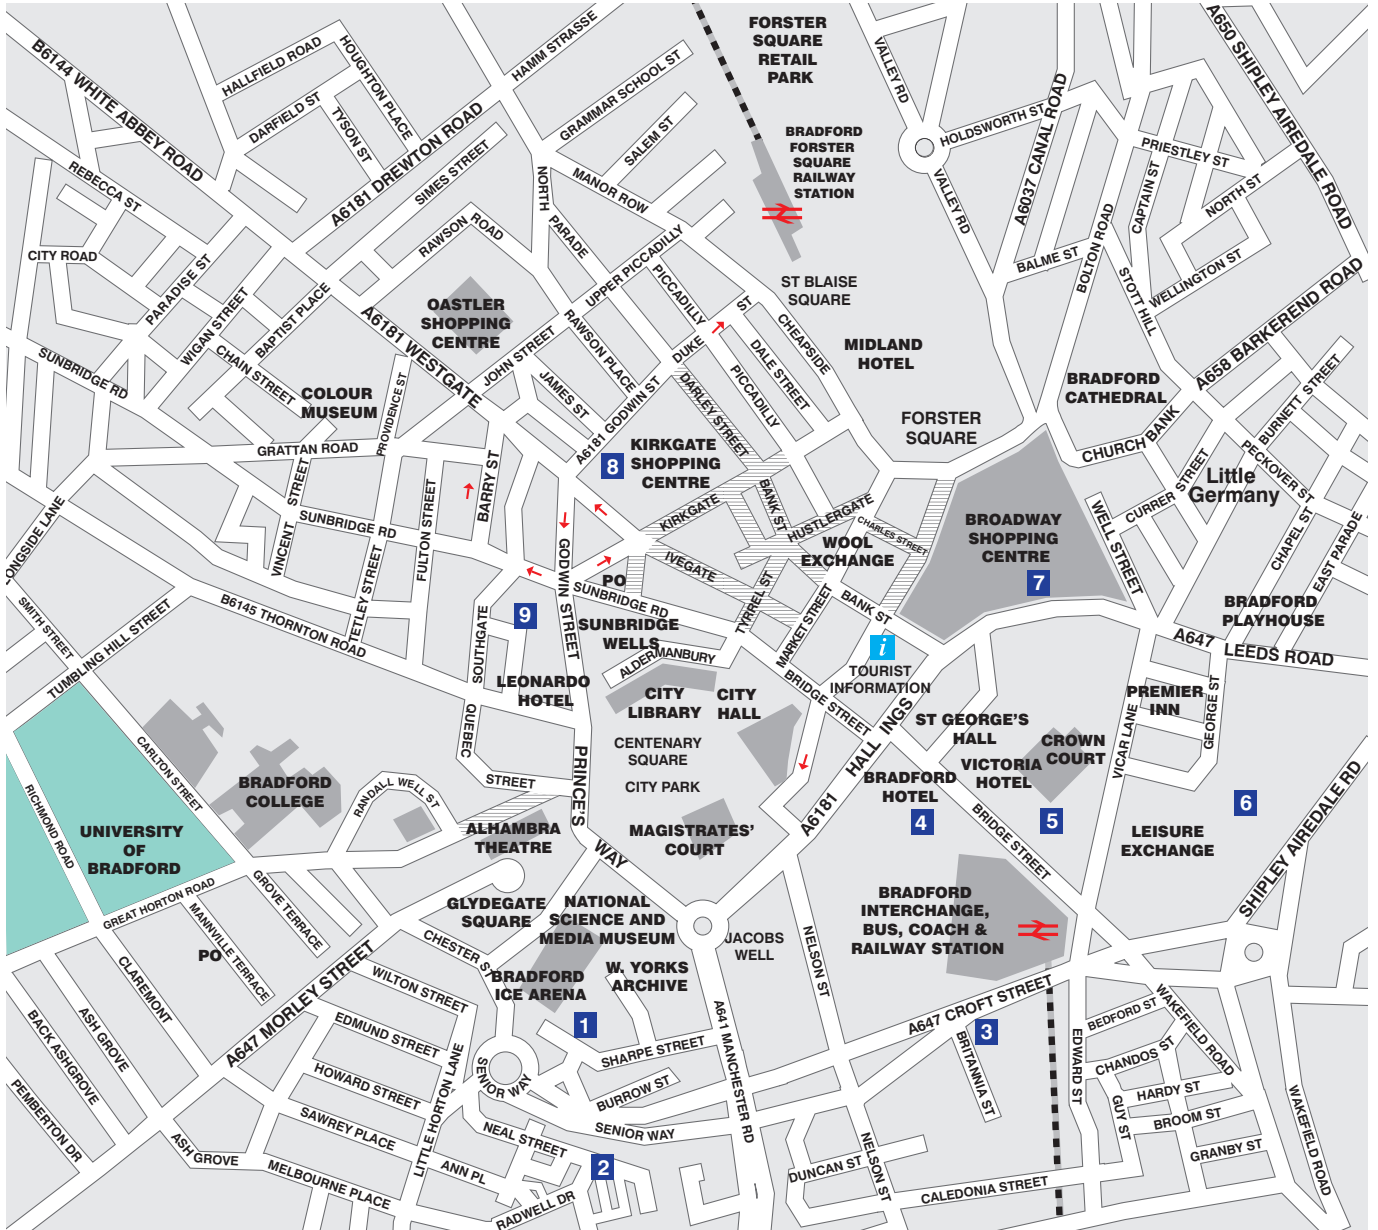 FORSTER
SQUARE
RETAIL
PARK
A650 SHIPLEY AIREDALE ROAD
B6144 WHITE ABBEY ROAD
HALLFIELD ROAD
HOUGHTON PLACE
HAMM STRASSE
VALLEY RD
DARFIELD ST
TYSON ST
GRAMMAR SCHOOL ST
SALEM ST
A6181 DREWTON ROAD
SIMES STREET
BRADFORD
FORSTER
SQUARE
RAILWAY
STATION
HOLDSWORTH ST
A6037 CANAL ROAD
PRIESTLEY ST
CAPTAIN ST
NORTH ST
REBECCA ST
NORTH
PARADE
MANOR ROW
VALLEY RD
CITY ROAD
PARADISE ST
RAWSON ROAD
UPPER PICCADILLY
PICCADILLY
BALME ST
BOLTON ROAD
STOTT HILL
WELLINGTON ST
ST BLAISE
SQUARE
WIGAN STREET
BAPTIST PLACE
OASTLER
SHOPPING
CENTRE
A6181 WESTGATE
RAWSON PLACE
JOHN STREET
DUKE
ST
CHEAPSIDE
DALE STREET
PICCADILLY
MIDLAND
HOTEL
A658 BARKEREND ROAD
SUNBRIDGE RD
CHAIN STREET
COLOUR
MUSEUM
PROVIDENCE ST
JAMES ST
A6181 GODWIN ST
DARLEY STREET
BRADFORD
CATHEDRAL
BURNETT STREET
FORSTER
SQUARE
CHURCH
BANK
GRATTAN ROAD
8
KIRKGATE
SHOPPING
CENTRE
PECKOVER ST
Little
Germany
CURRER STREET
LONGSIDE LANE
VINCENT
STREET
SUNBRIDGE RD
FULTON STREET
BARRY ST
KIRKGATE
BANK ST
HUSTLERGATE
CHARLES STREET
WOOL
EXCHANGE
BROADWAY
SHOPPING
CENTRE
7
WELL STREET
CHAPEL ST
EAST PARADE
GODWIN STREET
IVEGATE
PO
SUNBRIDGE RD
SMITH STREET
TUMBLING HILL STREET
B6145 THORNTON ROAD
TETLEY STREET
9
SUNBRIDGE
WELLS
TYRREL ST
MARKET STREET
BANK ST
BRADFORD
PLAYHOUSE
A647
LEEDS ROAD
i
TOURIST
INFORMATION
SOUTHGATE
ALDERMANBURY
BRIDGE STREET
LEONARDO
HOTEL
CITY
LIBRARY
CITY
HALL
HALL
INGS
ST GEORGE'S
HALL
PREMIER
INN
VICAR LANE
GEORGE ST
QUEBEC
STREET
CENTENARY
SQUARE
CITY PARK
CROWN
COURT
VICTORIA
HOTEL
BRADFORD
HOTEL
4
5
6
CARLTON STREET
RICHMOND ROAD
BRADFORD
COLLEGE
RANDALL WELL ST
PRINCE'S
WAY
A6181
UNIVERSITY
OF
BRADFORD
ALHAMBRA
THEATRE
MAGISTRATES'
COURT
BRIDGE STREET
LEISURE
EXCHANGE
SHIPLEY AIREDALE RD
GREAT HORTON ROAD
GROVE TERRACE
MANNVILLE TERRACE
PO
GLYDEGATE
SQUARE
NATIONAL
SCIENCE AND
MEDIA MUSEUM
BRADFORD
INTERCHANGE,
BUS, COACH &
RAILWAY STATION
CHESTER ST
JACOBS
WELL
NELSON ST
CLAREMONT
A647 MORLEY STREET
WILTON STREET
BRADFORD
ICE ARENA
W. YORKS
ARCHIVE
1
A641 MANCHESTER RD
A647 CROFT STREET
3
BRITANNIA ST
BEDFORD ST
WAKEFIELD ROAD
ASH GROVE
BACK ASHGROVE
PEMBERTON DR
EDMUND STREET
HOWARD STREET
SAWREY PLACE
LITTLE HORTON LANE
SENIOR WAY
SHARPE STREET
BURROW ST
SENIOR WAY
EDWARD ST
CHANDOS ST
HARDY ST
GUY ST
BROOM ST
GRANBY ST
WAKEFIELD ROAD
ASH GROVE
MELBOURNE PLACE
ANN PL
NEAL STREET
2
RADWELL DR
DUNCAN ST
NELSON ST
CALEDONIA STREET